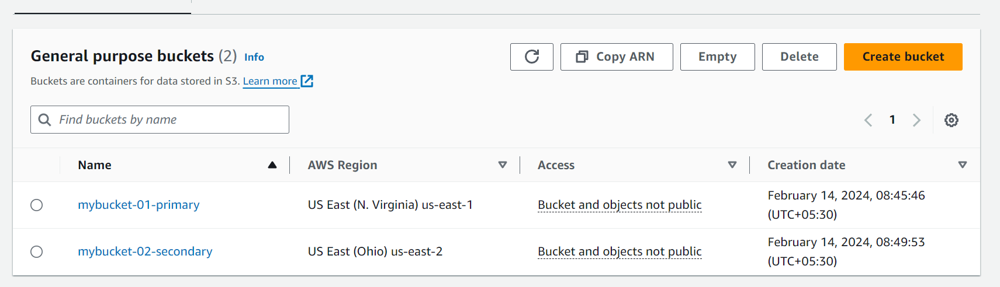 General purpose buckets (2) Info
Copy ARN Empty Delete Create bucket
Buckets are containers for data stored in S3. Learn more
Find buckets by name
1
Name AWS Region Access Creation date
mybucket-01-primary US East (N. Virginia) us-east-1 Bucket and objects not public February 14, 2024, 08:45:46
(UTC+05:30)
mybucket-02-secondary US East (Ohio) us-east-2 Bucket and objects not public February 14, 2024, 08:49:53
(UTC+05:30)